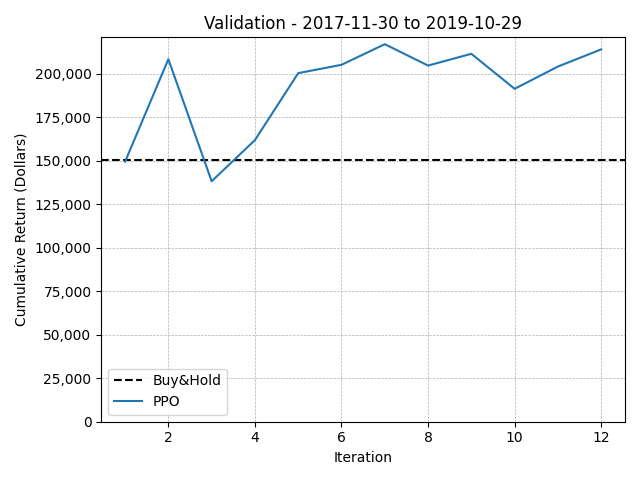 Validation - 2017-11-30 to 2019-10-29
Cumulative Return (Dollars)
200,000
175,000
150,000
125,000
100,000
75,000
50,000
25,000
0
Buy&Hold
PPO
2 4 6 8 10 12
Iteration